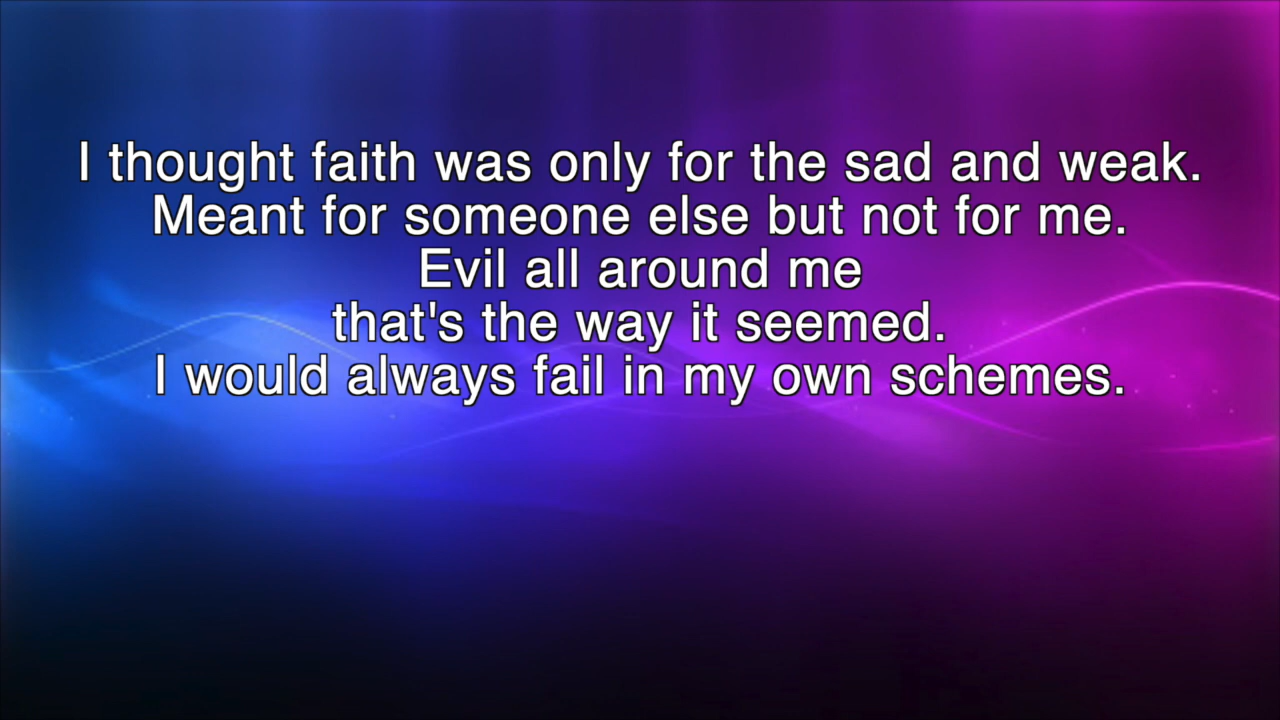 I thought faith was only for the sad and weak.
Meant for someone else but not for me.
Evil all around me
that's the way it seemed.
I would always fail in my own schemes.